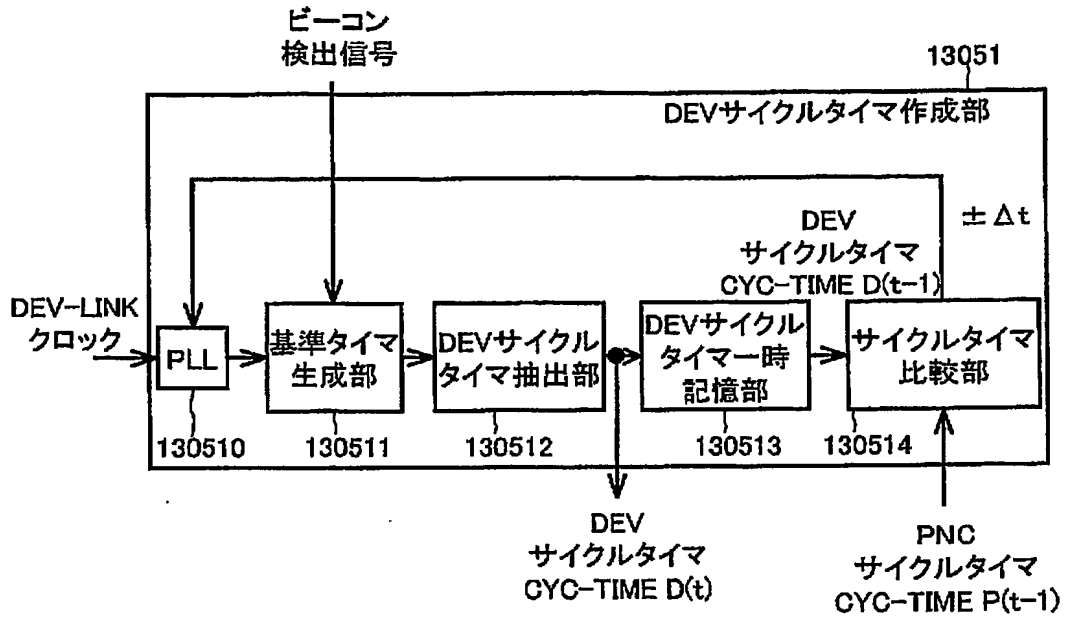 ビーコン
検出信号
13051
DEVサイクルタイマ作成部
±Δt
DEV
サイクルタイマ
CYC-TIME D(t-1)
DEV-LINK
クロック
PLL
基準タイマ
生成部
DEVサイクル
タイマ抽出部
DEVサイクル
タイマ一時
記憶部
サイクルタイマ
比較部
130510
130511
130512
130513
130514
DEV
サイクルタイマ
CYC-TIME D(t)
PNC
サイクルタイマ
CYC-TIME P(t-1)